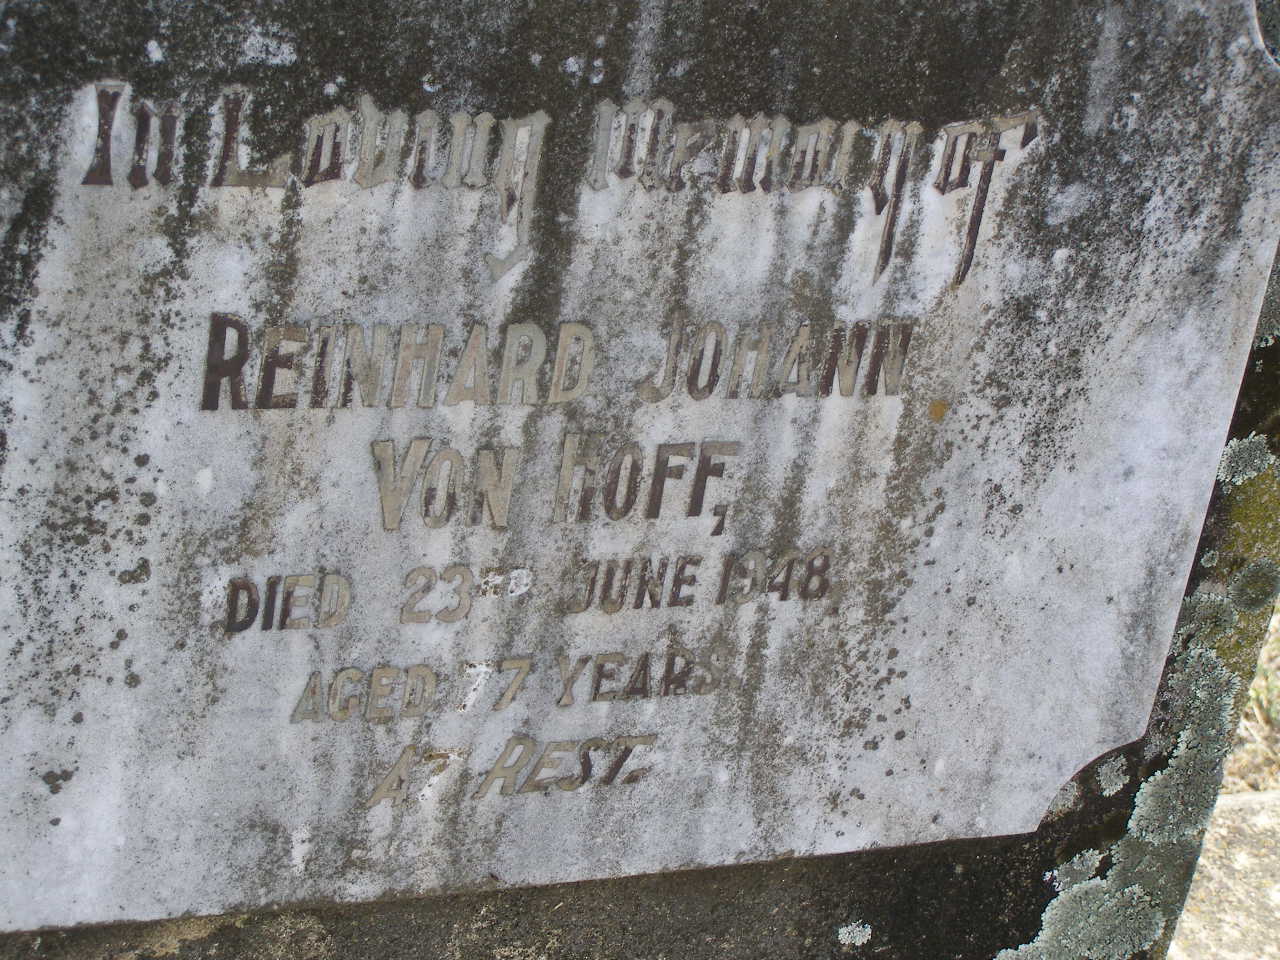 In Loving Memory of
REINHARD JOHANN
VON HOFF,
DIED 23RD JUNE 1948
AGED 77 YEARS.
AT REST.